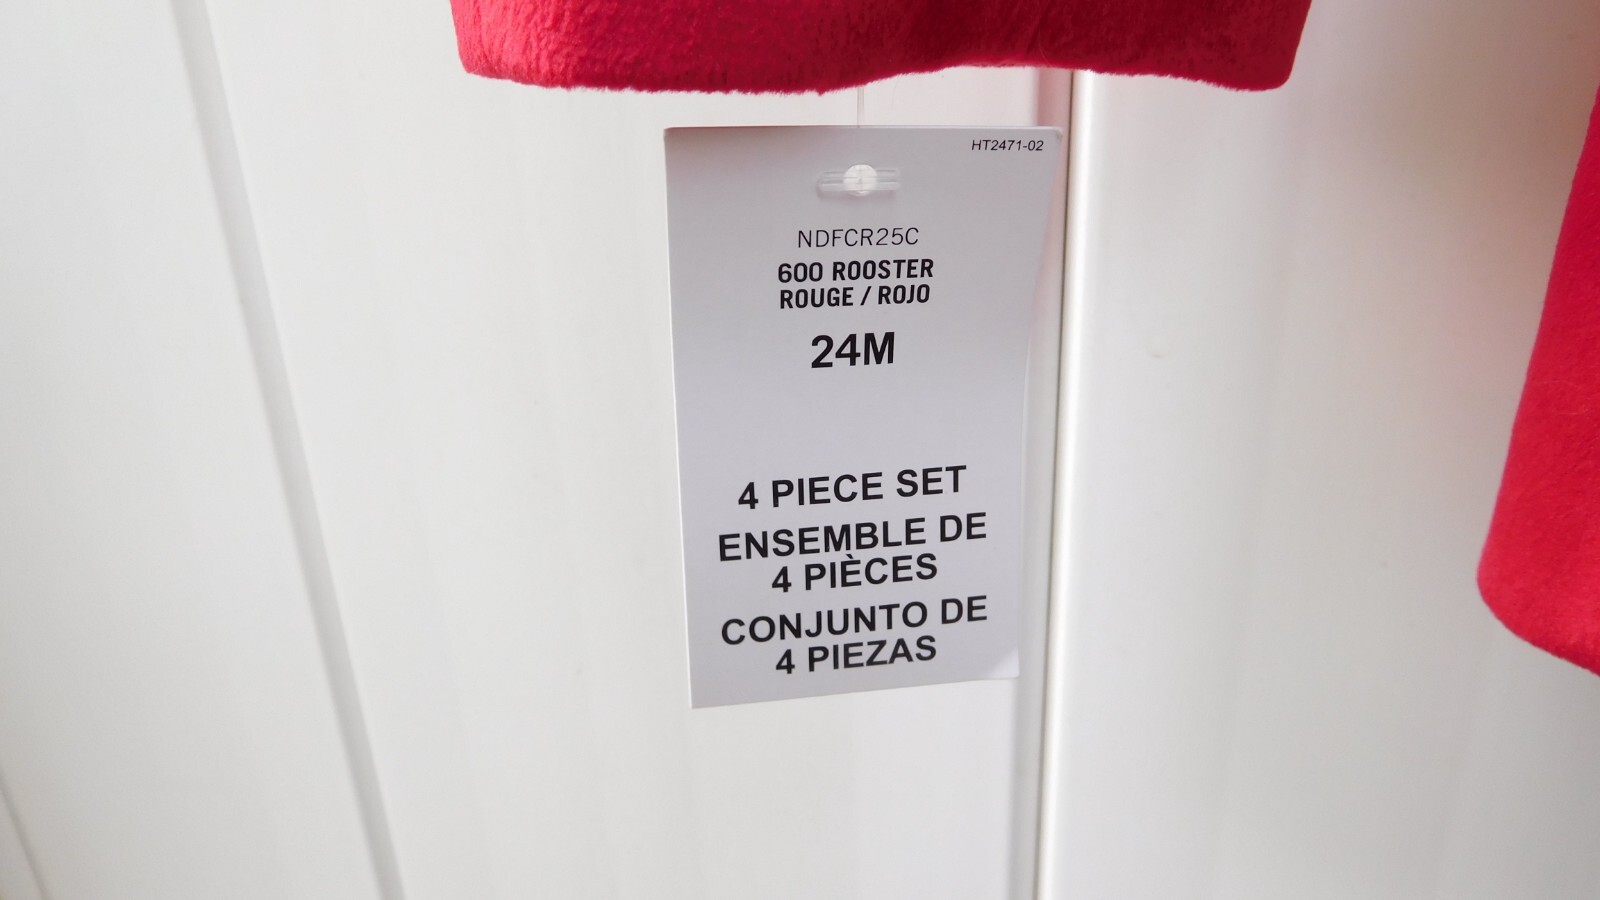 HT2471-02
NDFCR25C
600 ROOSTER
ROUGE / ROJO
24M
4 PIECE SET
ENSEMBLE DE
4 PIÈCES
CONJUNTO DE
4 PIEZAS